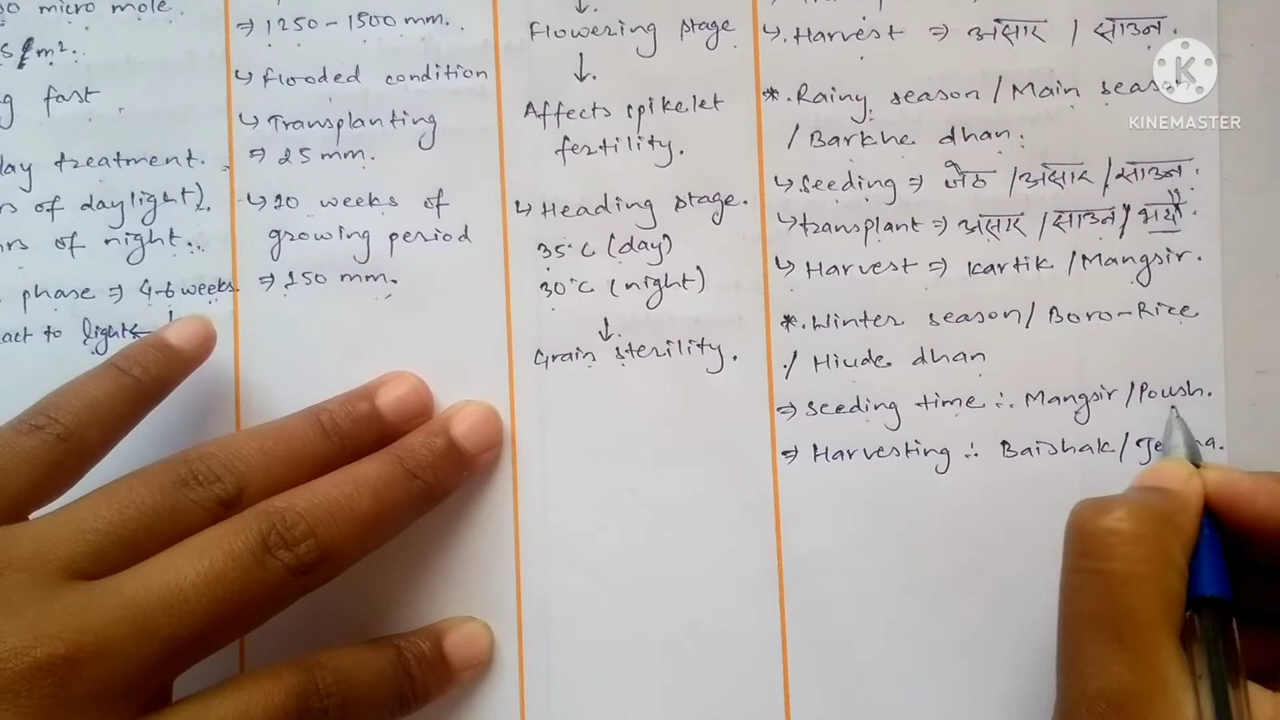 micro mole.
m².
fast
day treatment.
of daylight).
of night..
phase ⇒ 4-6 weeks.
to light←
⇒ 1250-1500 mm.
↳ flooded condition
↳ Transplanting
⇒ 25 mm.
↳ 20 weeks of
growing period
⇒ 150 mm.
↓
Flowering stage
↓
Affects spikelet
fertility.
↳ Heading stage.
35°C (day)
30°C (night)
↓
Grain sterility.
↳ Harvest ⇒ असार / साउन.
*. Rainy season / Main season
/ Barkhe dhan:
↳ Seeding ⇒ जेठ / असार / साउन.
↳ transplant ⇒ असार / साउन / भदौ.
↳ Harvest ⇒ Kartik / Mangsir.
*. Winter season / Boro-Rice
/ Hiude dhan
⇒ Seeding time ∴ Mangsir / Poush.
⇒ Harvesting ∴ Baishak /
KINEMASTER